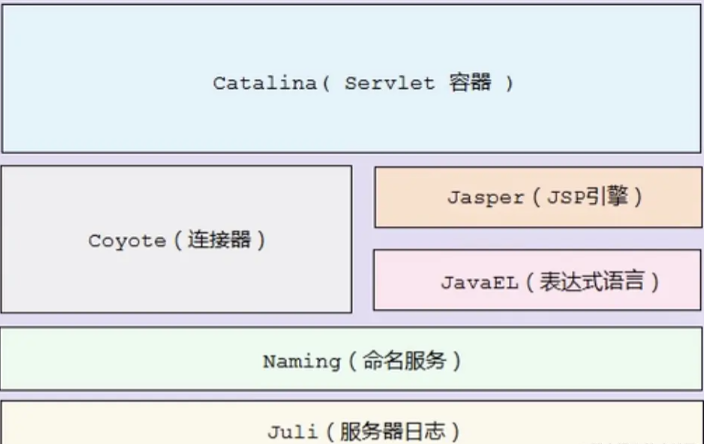 Catalina( Servlet 容器 )
Jasper(JSP引擎)
Coyote(连接器)
JavaEL(表达式语言)
Naming(命名服务)
Juli(服务器日志)